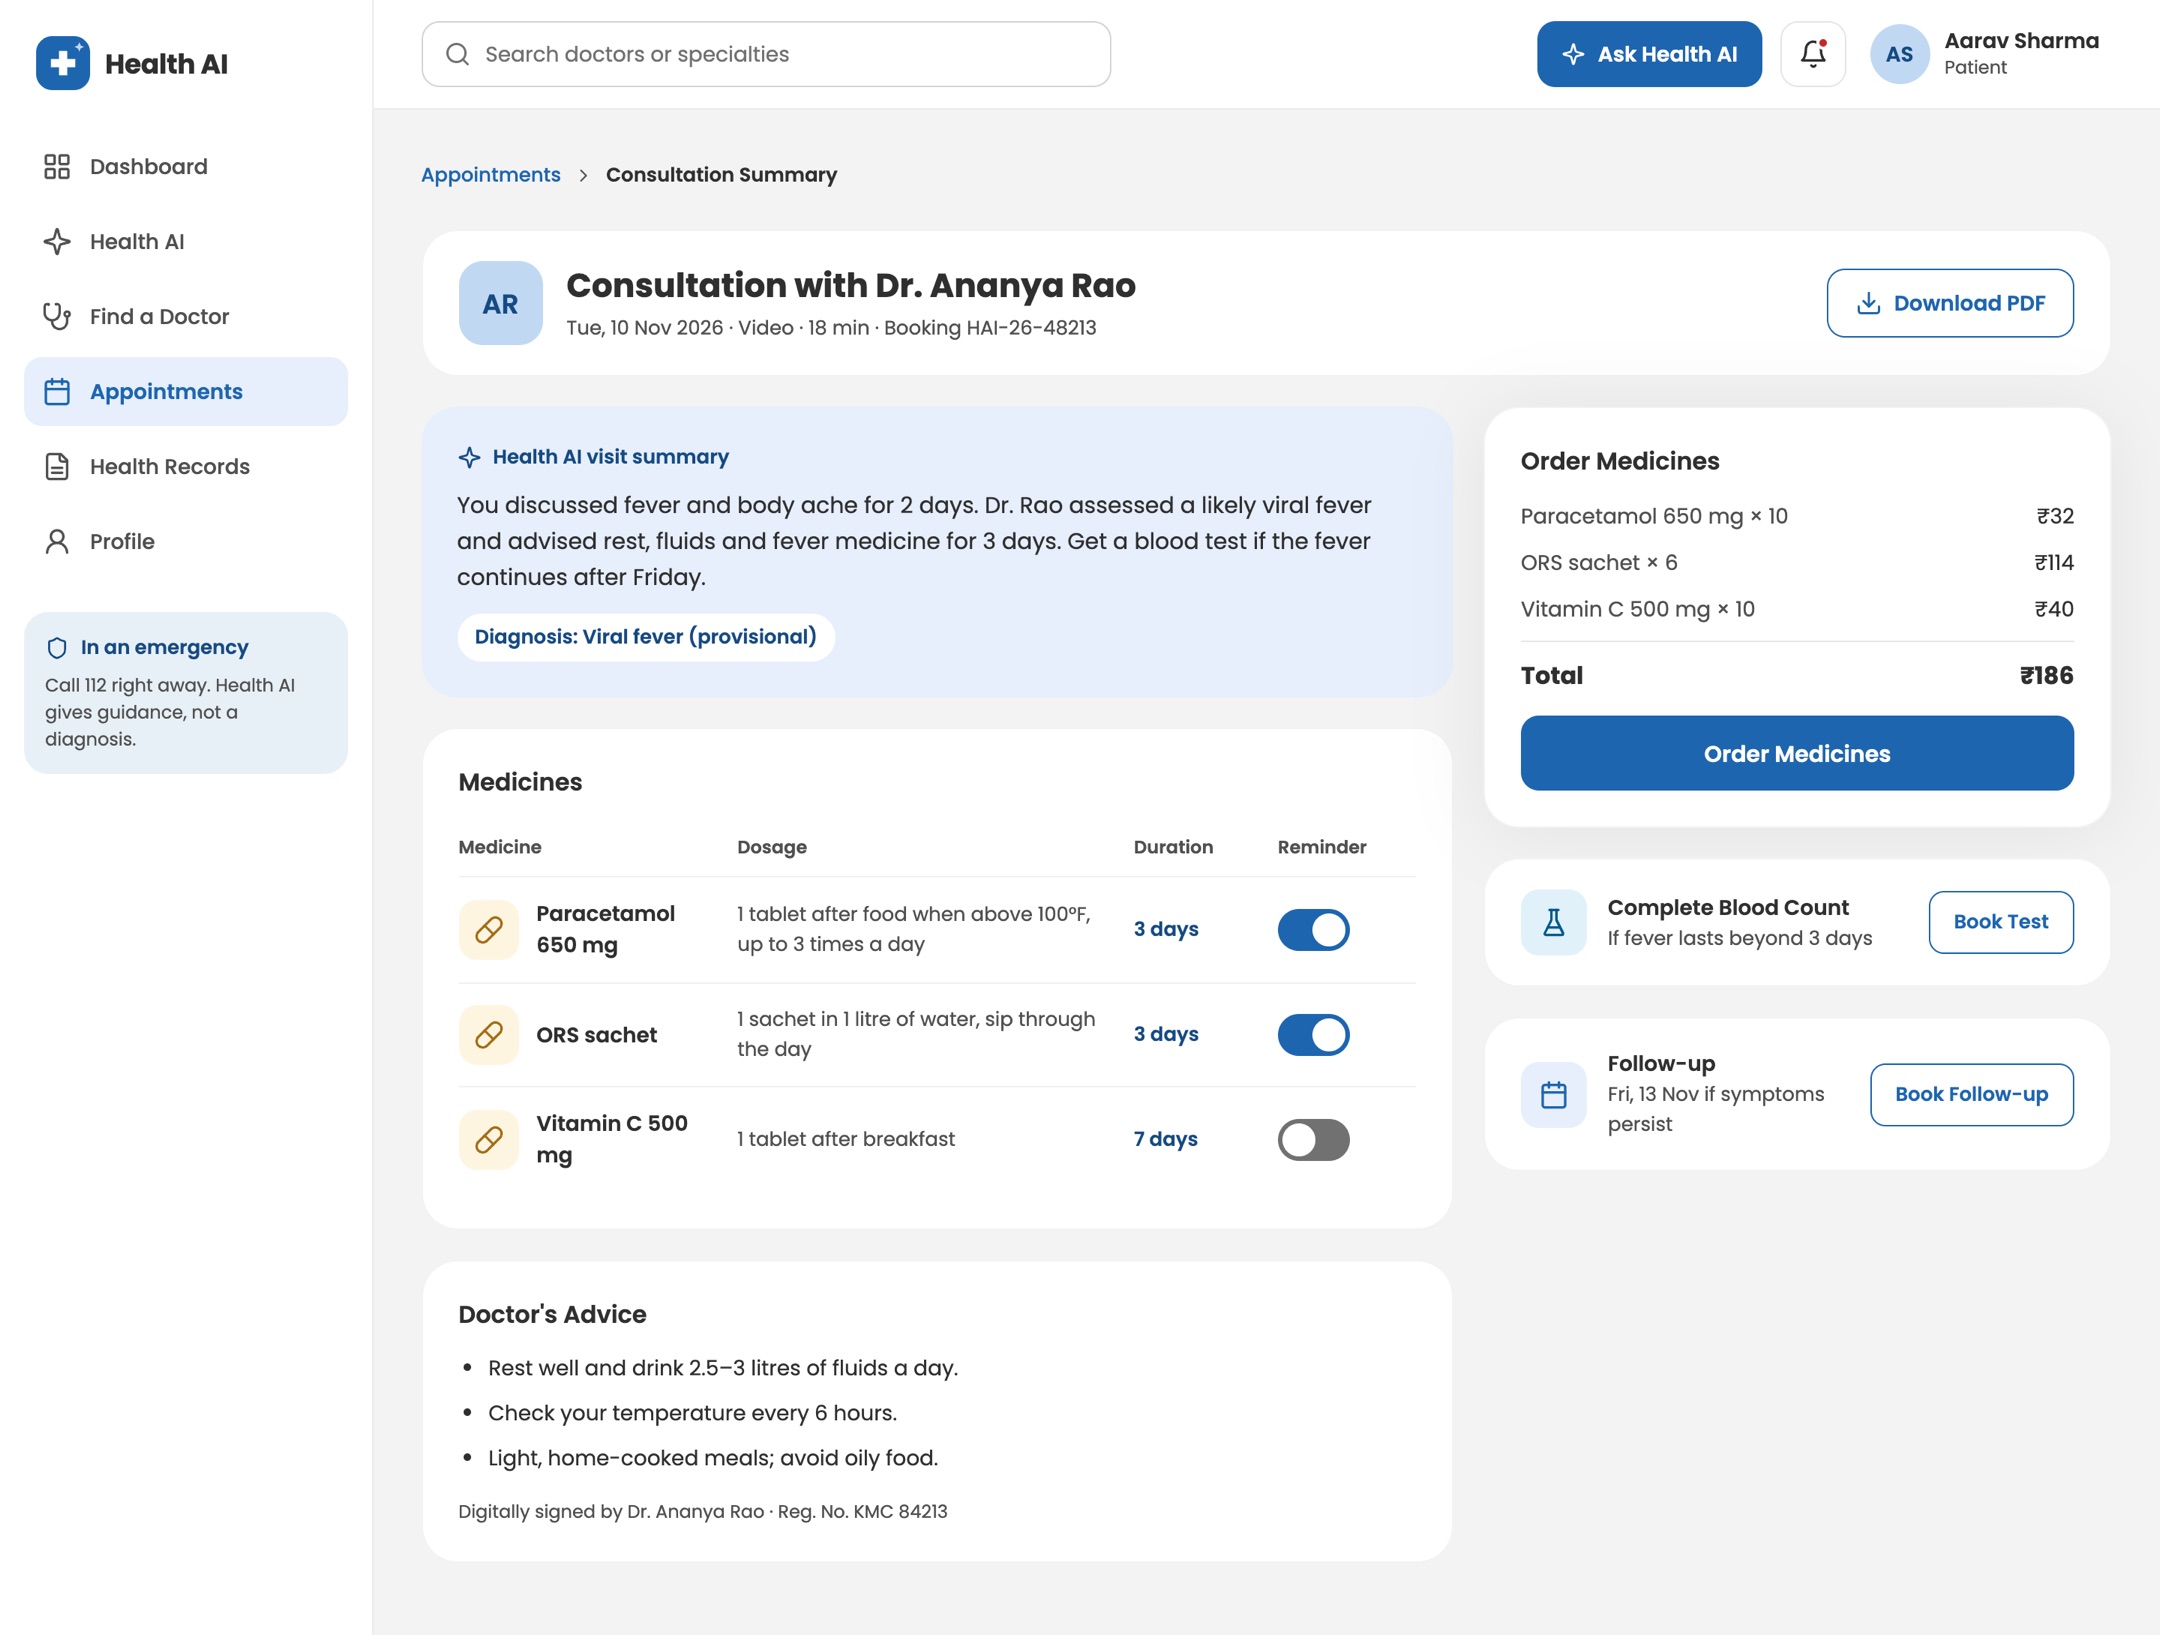 Health AI
Dashboard
Health AI
Find a Doctor
Appointments
Health Records
Profile
In an emergency
Call 112 right away. Health AI
gives guidance, not a
diagnosis.
Search doctors or specialties
Ask Health AI
AS
Aarav Sharma
Patient
Appointments > Consultation Summary
AR
Consultation with Dr. Ananya Rao
Tue, 10 Nov 2026 · Video · 18 min · Booking HAI-26-48213
Download PDF
Health AI visit summary
You discussed fever and body ache for 2 days. Dr. Rao assessed a likely viral fever
and advised rest, fluids and fever medicine for 3 days. Get a blood test if the fever
continues after Friday.
Diagnosis: Viral fever (provisional)
Medicines
Medicine Dosage Duration Reminder
Paracetamol
650 mg
1 tablet after food when above 100°F,
up to 3 times a day
3 days
ORS sachet
1 sachet in 1 litre of water, sip through
the day
3 days
Vitamin C 500
mg
1 tablet after breakfast
7 days
Doctor's Advice
• Rest well and drink 2.5–3 litres of fluids a day.
• Check your temperature every 6 hours.
• Light, home-cooked meals; avoid oily food.
Digitally signed by Dr. Ananya Rao · Reg. No. KMC 84213
Order Medicines
Paracetamol 650 mg × 10 ₹32
ORS sachet × 6 ₹114
Vitamin C 500 mg × 10 ₹40
Total ₹186
Order Medicines
Complete Blood Count
If fever lasts beyond 3 days
Book Test
Follow-up
Fri, 13 Nov if symptoms
persist
Book Follow-up